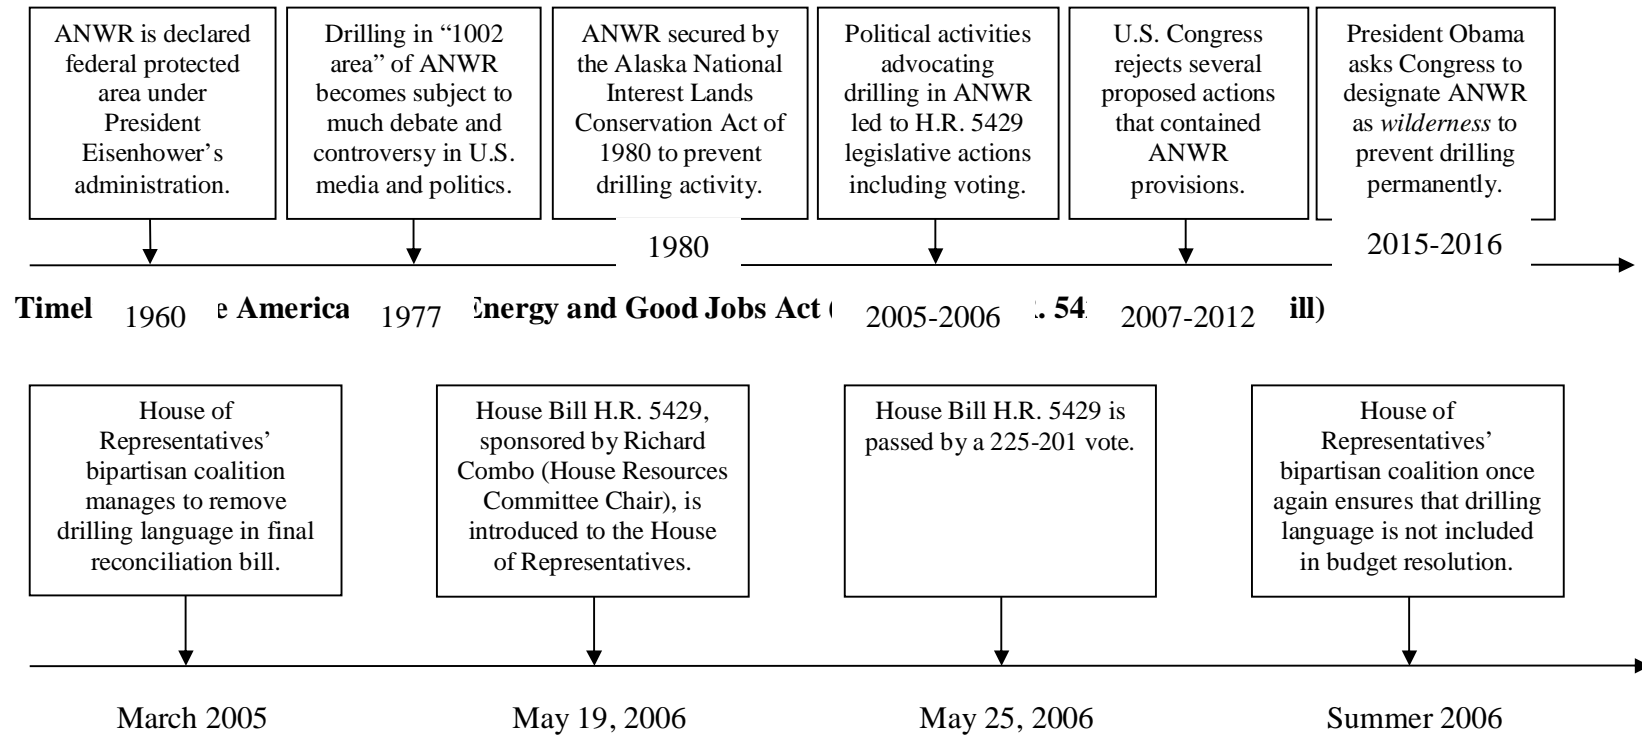 ANWR is declared
federal protected
area under
President
Eisenhower’s
administration.
Drilling in “1002
area” of ANWR
becomes subject to
much debate and
controversy in U.S.
media and politics.
ANWR secured by
the Alaska National
Interest Lands
Conservation Act of
1980 to prevent
drilling activity.
Political activities
advocating
drilling in ANWR
led to H.R. 5429
legislative actions
including voting.
U.S. Congress
rejects several
proposed actions
that contained
ANWR
provisions.
President Obama
asks Congress to
designate ANWR
as wilderness to
prevent drilling
permanently.
1980
2015-2016
Timel e America Energy and Good Jobs Act ( . 54 ill)
1960
1977
2005-2006
2007-2012
House of
Representatives’
bipartisan coalition
manages to remove
drilling language in final
reconciliation bill.
House Bill H.R. 5429,
sponsored by Richard
Combo (House Resources
Committee Chair), is
introduced to the House
of Representatives.
House Bill H.R. 5429 is
passed by a 225-201 vote.
House of
Representatives’
bipartisan coalition once
again ensures that drilling
language is not included
in budget resolution.
March 2005
May 19, 2006
May 25, 2006
Summer 2006